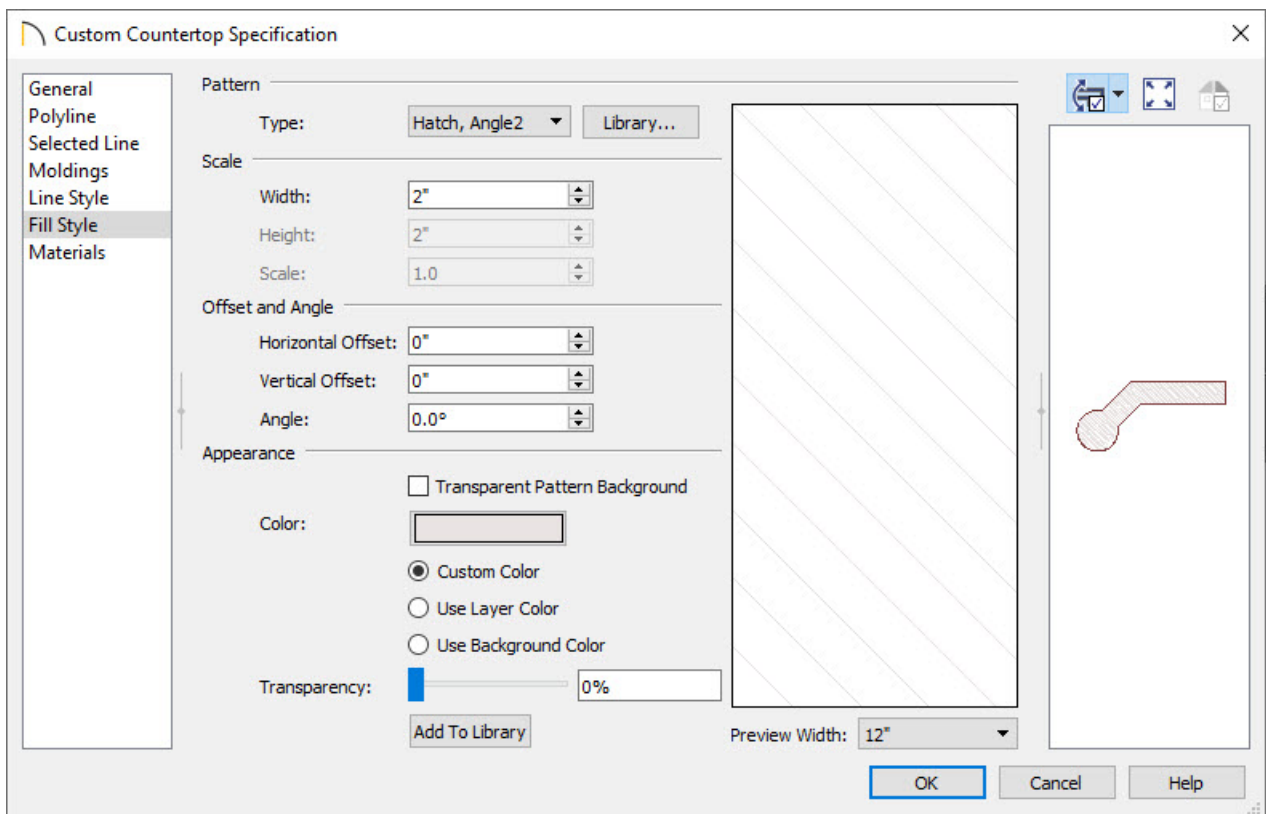 Custom Countertop Specification
General
Polyline
Selected Line
Moldings
Line Style
Fill Style
Materials
Pattern
Type: Hatch, Angle2 Library...
Scale
Width: 2"
Height: 2"
Scale: 1.0
Offset and Angle
Horizontal Offset: 0"
Vertical Offset: 0"
Angle: 0.0°
Appearance
Transparent Pattern Background
Color:
Custom Color
Use Layer Color
Use Background Color
Transparency: 0%
Add To Library
Preview Width: 12"
OK Cancel Help